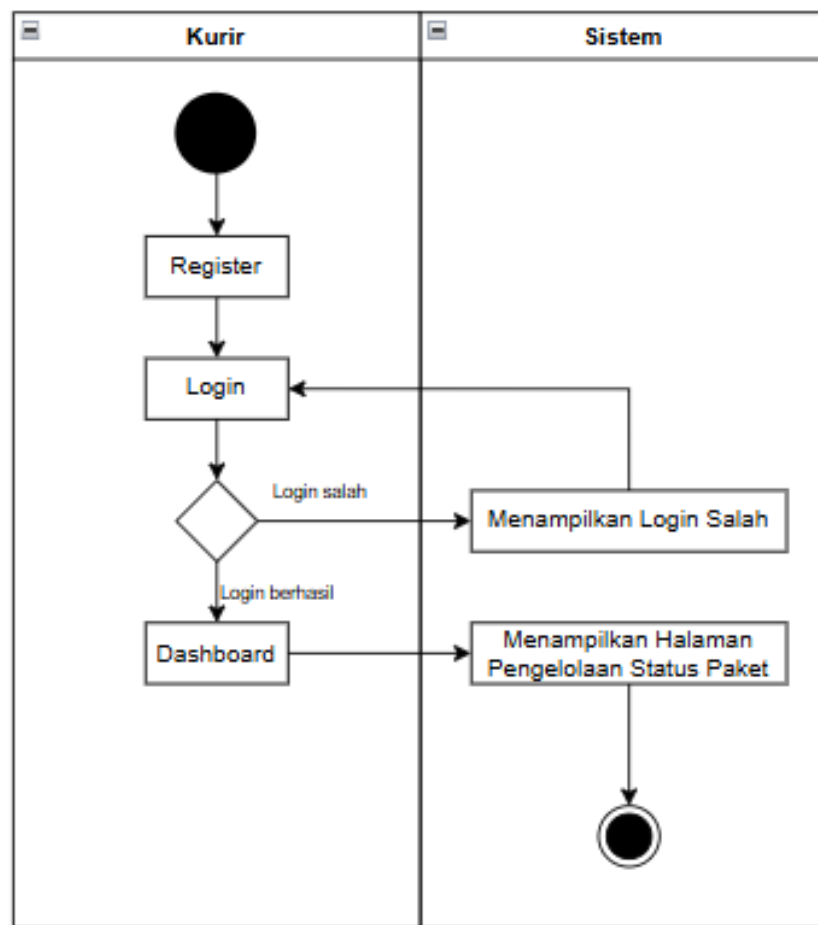 Kurir
Sistem
Register
Login
Login salah
Menampilkan Login Salah
Login berhasil
Dashboard
Menampilkan Halaman
Pengelolaan Status Paket